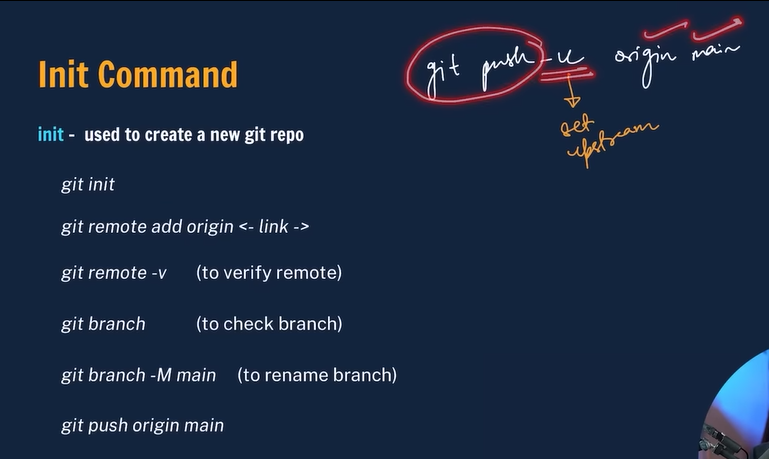 git push -u origin main
set
upstream
Init Command
init - used to create a new git repo
git init
git remote add origin <- link ->
git remote -v (to verify remote)
git branch (to check branch)
git branch -M main (to rename branch)
git push origin main